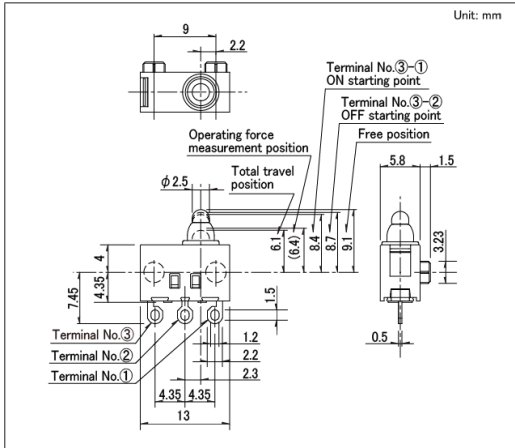 Unit: mm
9
2.2
Terminal No.③-①
ON starting point
Terminal No.③-②
OFF starting point
Operating force
measurement position
Free position
Total travel
position
5.8
1.5
φ2.5
6.1
(6.4)
8.4
8.7
9.1
3.23
4
4.35
7.45
1.5
Terminal No.③
1.2
0.5
Terminal No.②
2.2
Terminal No.①
2.3
4.35
4.35
13